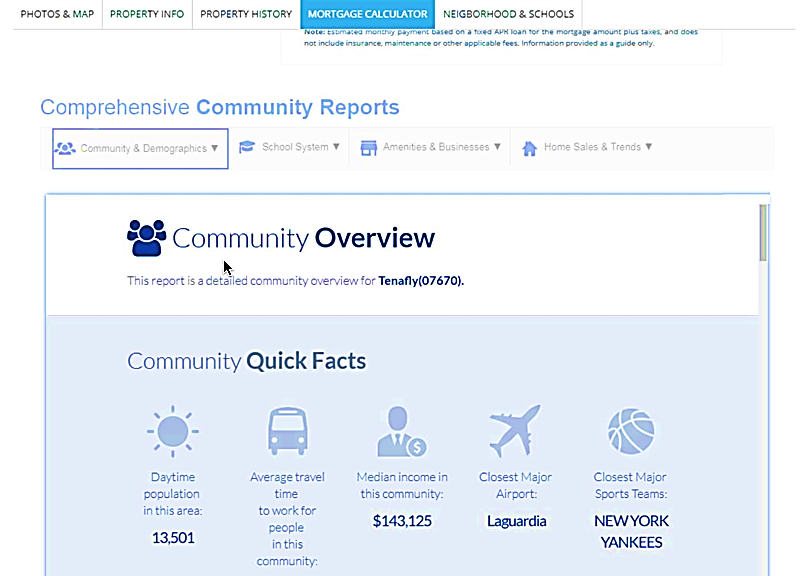 PHOTOS & MAP PROPERTY INFO PROPERTY HISTORY MORTGAGE CALCULATOR NEIGBORHOOD & SCHOOLS
Note: Estimated monthly payment based on a fixed APR loan for the mortgage amount plus taxes, and does
not include insurance, maintenance or other applicable fees. Information provided as a guide only.
Comprehensive Community Reports
Community & Demographics ▼ School System ▼ Amenities & Businesses ▼ Home Sales & Trends ▼
Community Overview
This report is a detailed community overview for Tenafly(07670).
Community Quick Facts
Daytime
population
in this area:
13,501
Average travel
time
to work for
people
in this
community:
Median income in
this community:
$143,125
Closest Major
Airport:
Laguardia
Closest Major
Sports Teams:
NEW YORK
YANKEES